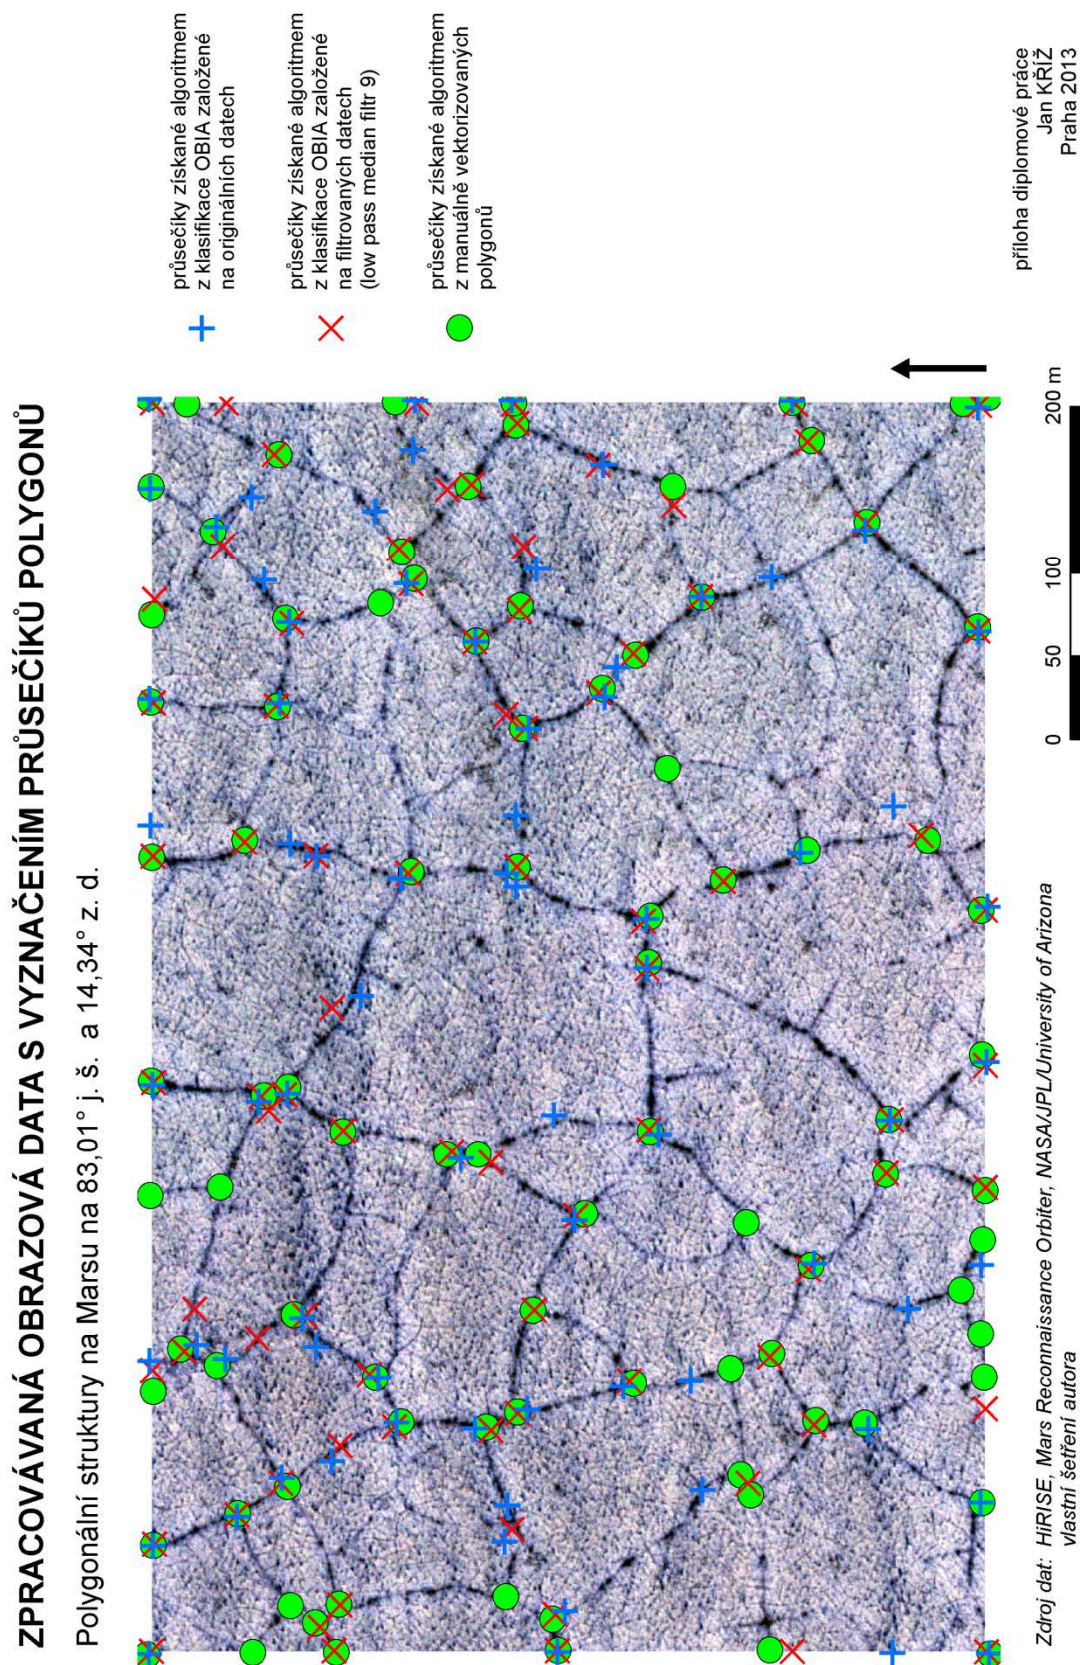 ZPRACOVÁVANÁ OBRAZOVÁ DATA S VYZNAČENÍM PRŮSEČÍKŮ POLYGONŮ
Polygonální struktury na Marsu na 83,01° j. š. a 14,34° z. d.
průsečíky získané algoritmem
z klasifikace OBIA založené
na originálních datech
průsečíky získané algoritmem
z klasifikace OBIA založené
na filtrovaných datech
(low pass median filtr 9)
průsečíky získané algoritmem
z manuálně vektorizovaných
polygonů
0 50 100 200 m
Zdroj dat: HiRISE, Mars Reconnaissance Orbiter, NASA/JPL/University of Arizona
vlastní šetření autora
příloha diplomové práce
Jan KŘÍŽ
Praha 2013